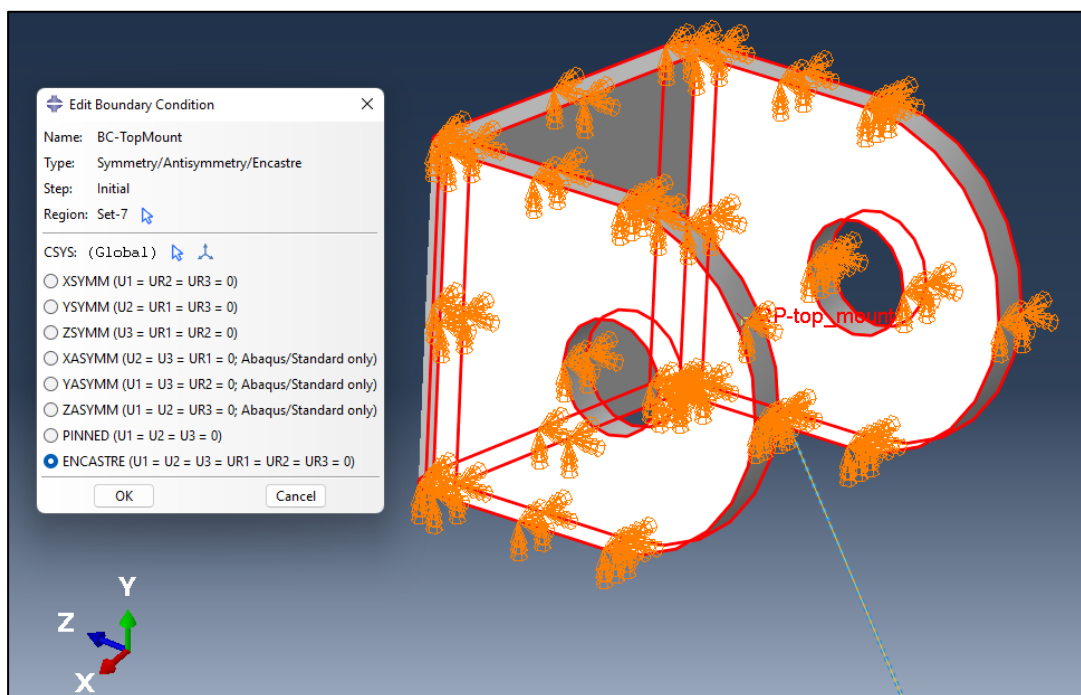 Edit Boundary Condition
Name: BC-TopMount
Type: Symmetry/Antisymmetry/Encastre
Step: Initial
Region: Set-7
CSYS: (Global)
XSYMM (U1 = UR2 = UR3 = 0)
YSYMM (U2 = UR1 = UR3 = 0)
ZSYMM (U3 = UR1 = UR2 = 0)
XASYMM (U2 = U3 = UR1 = 0; Abaqus/Standard only)
YASYMM (U1 = U3 = UR2 = 0; Abaqus/Standard only)
ZASYMM (U1 = U2 = UR3 = 0; Abaqus/Standard only)
PINNED (U1 = U2 = U3 = 0)
ENCASTRE (U1 = U2 = U3 = UR1 = UR2 = UR3 = 0)
OK Cancel
P-top_mount
Y
Z
X